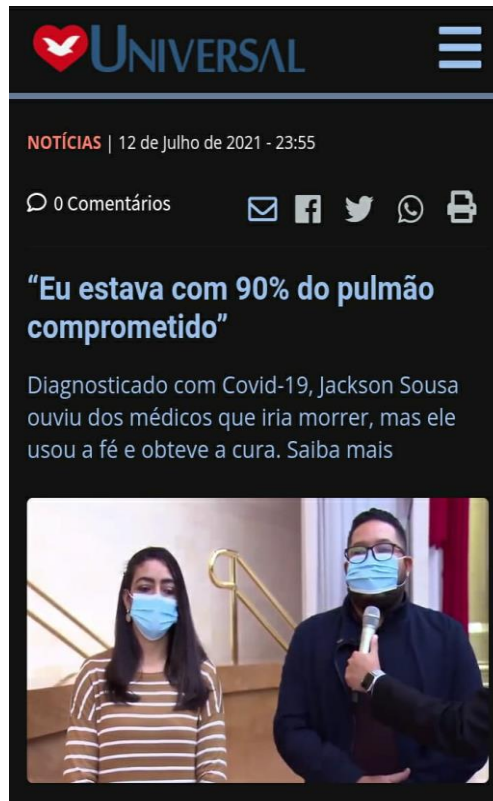 UNIVERSAL
NOTÍCIAS | 12 de Julho de 2021 - 23:55
0 Comentários
“Eu estava com 90% do pulmão
comprometido”
Diagnosticado com Covid-19, Jackson Sousa
ouviu dos médicos que iria morrer, mas ele
usou a fé e obteve a cura. Saiba mais